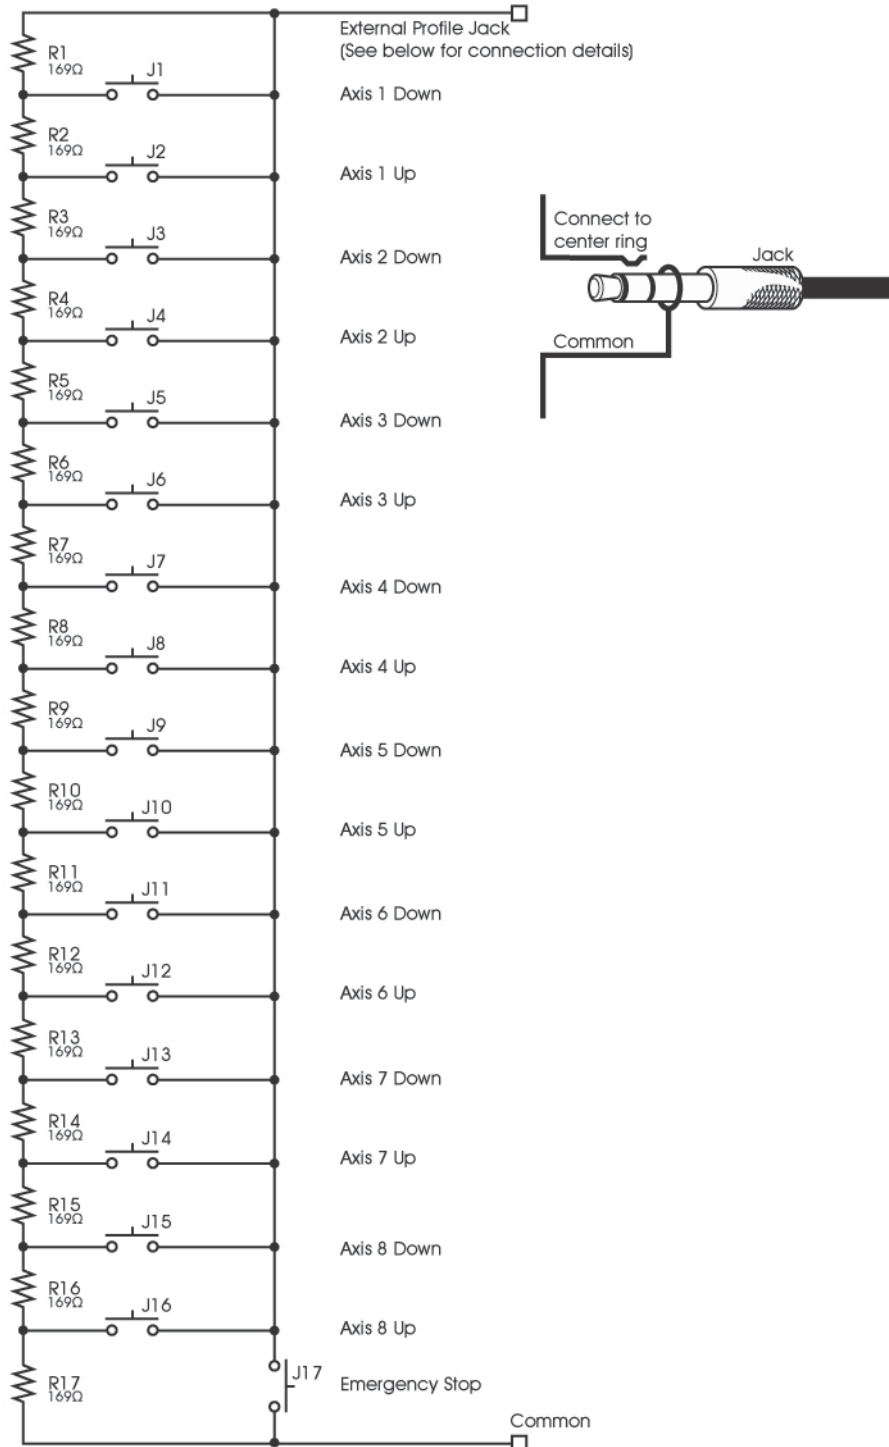 External Profile Jack
(See below for connection details)
R1
169Ω
J1
Axis 1 Down
R2
169Ω
J2
Axis 1 Up
R3
169Ω
J3
Axis 2 Down
R4
169Ω
J4
Axis 2 Up
R5
169Ω
J5
Axis 3 Down
R6
169Ω
J6
Axis 3 Up
R7
169Ω
J7
Axis 4 Down
R8
169Ω
J8
Axis 4 Up
R9
169Ω
J9
Axis 5 Down
R10
169Ω
J10
Axis 5 Up
R11
169Ω
J11
Axis 6 Down
R12
169Ω
J12
Axis 6 Up
R13
169Ω
J13
Axis 7 Down
R14
169Ω
J14
Axis 7 Up
R15
169Ω
J15
Axis 8 Down
R16
169Ω
J16
Axis 8 Up
R17
169Ω
J17
Emergency Stop
Common
Connect to
center ring
Jack
Common